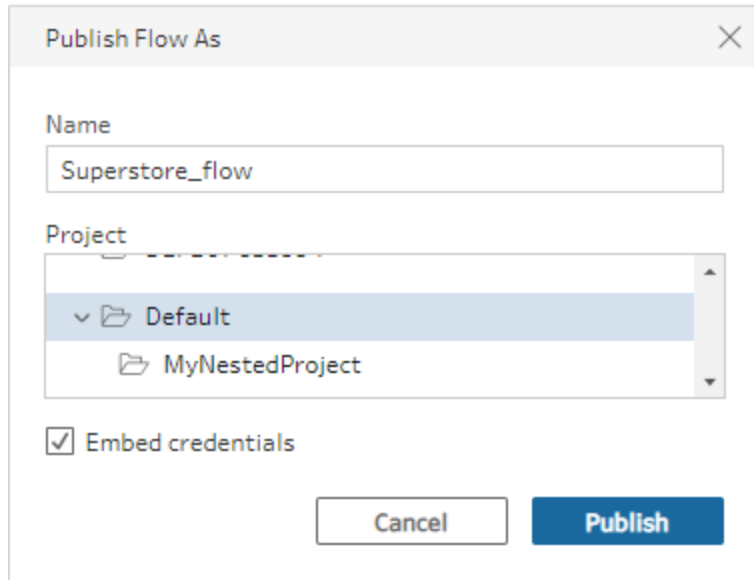 Publish Flow As
Name
Superstore_flow
Project
Default
MyNestedProject
Embed credentials
Cancel
Publish